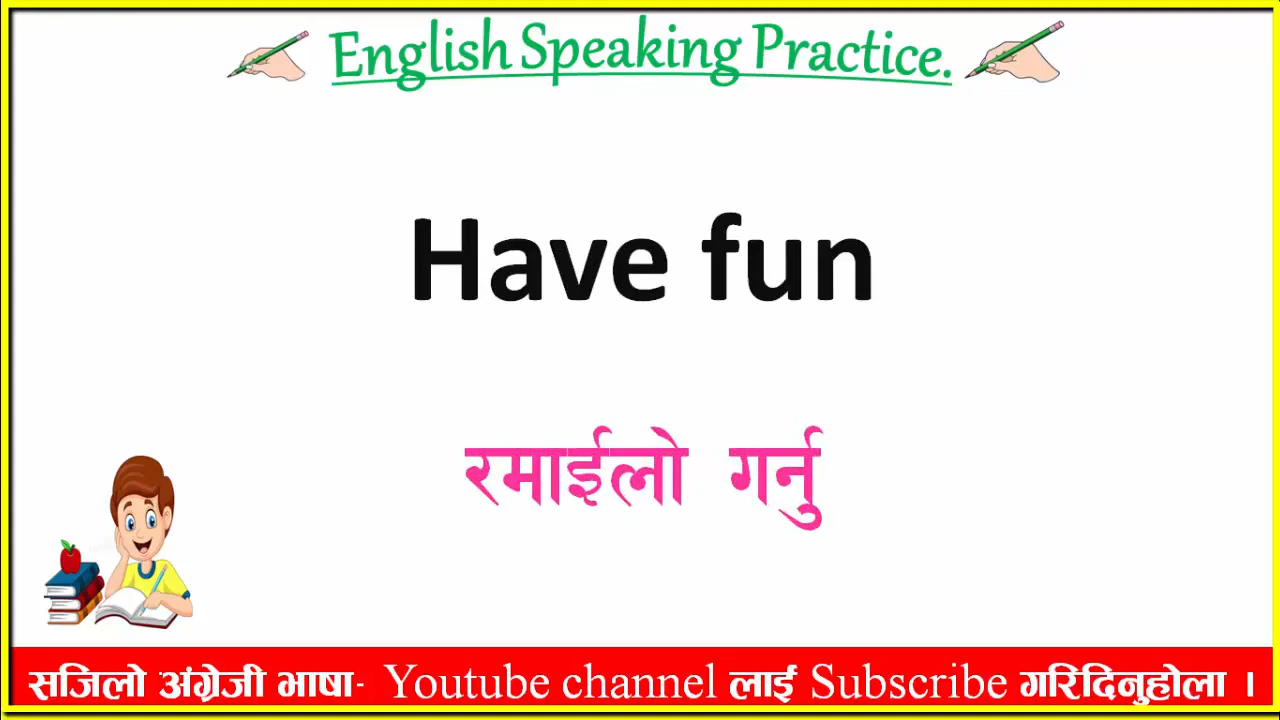 English Speaking Practice.
Have fun
रमाईलो गर्नु
सजिलो अंग्रेजी भाषा- Youtube channel लाई Subscribe गरिदिनुहोला ।